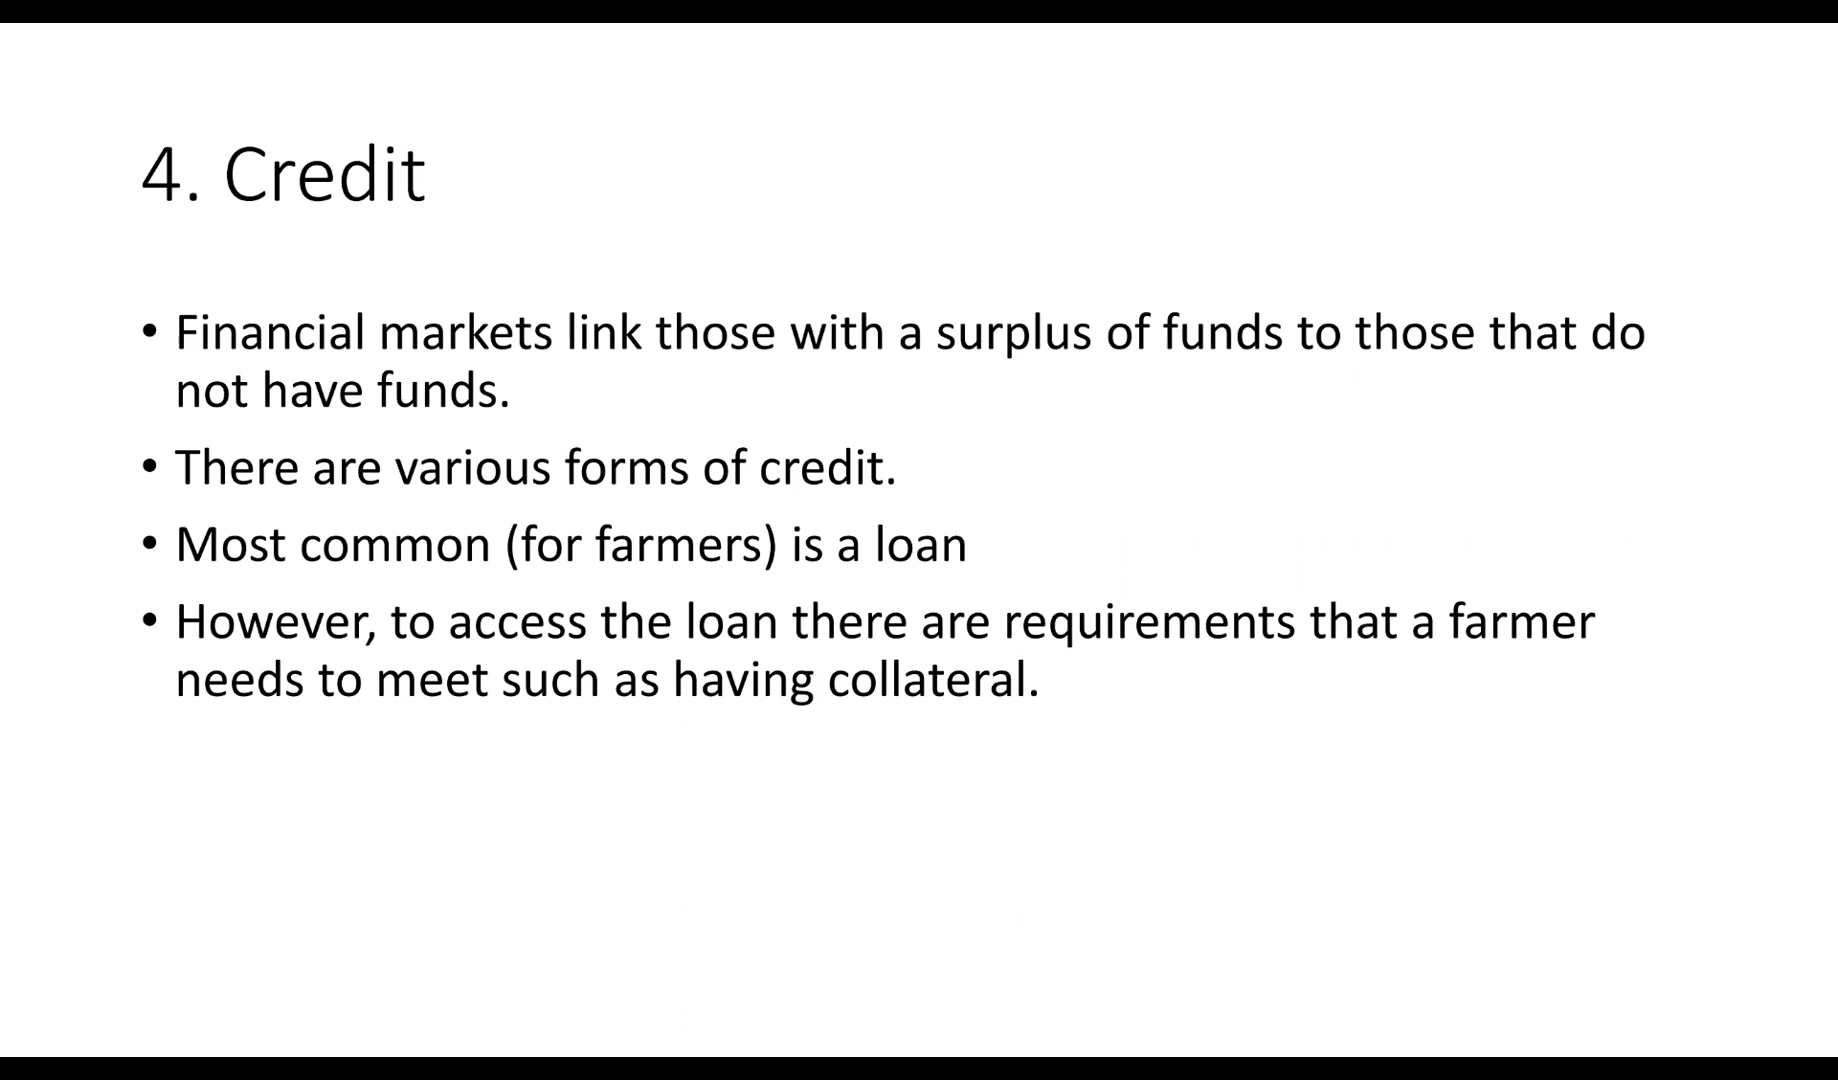 4. Credit
• Financial markets link those with a surplus of funds to those that do
not have funds.
• There are various forms of credit.
• Most common (for farmers) is a loan
• However, to access the loan there are requirements that a farmer
needs to meet such as having collateral.